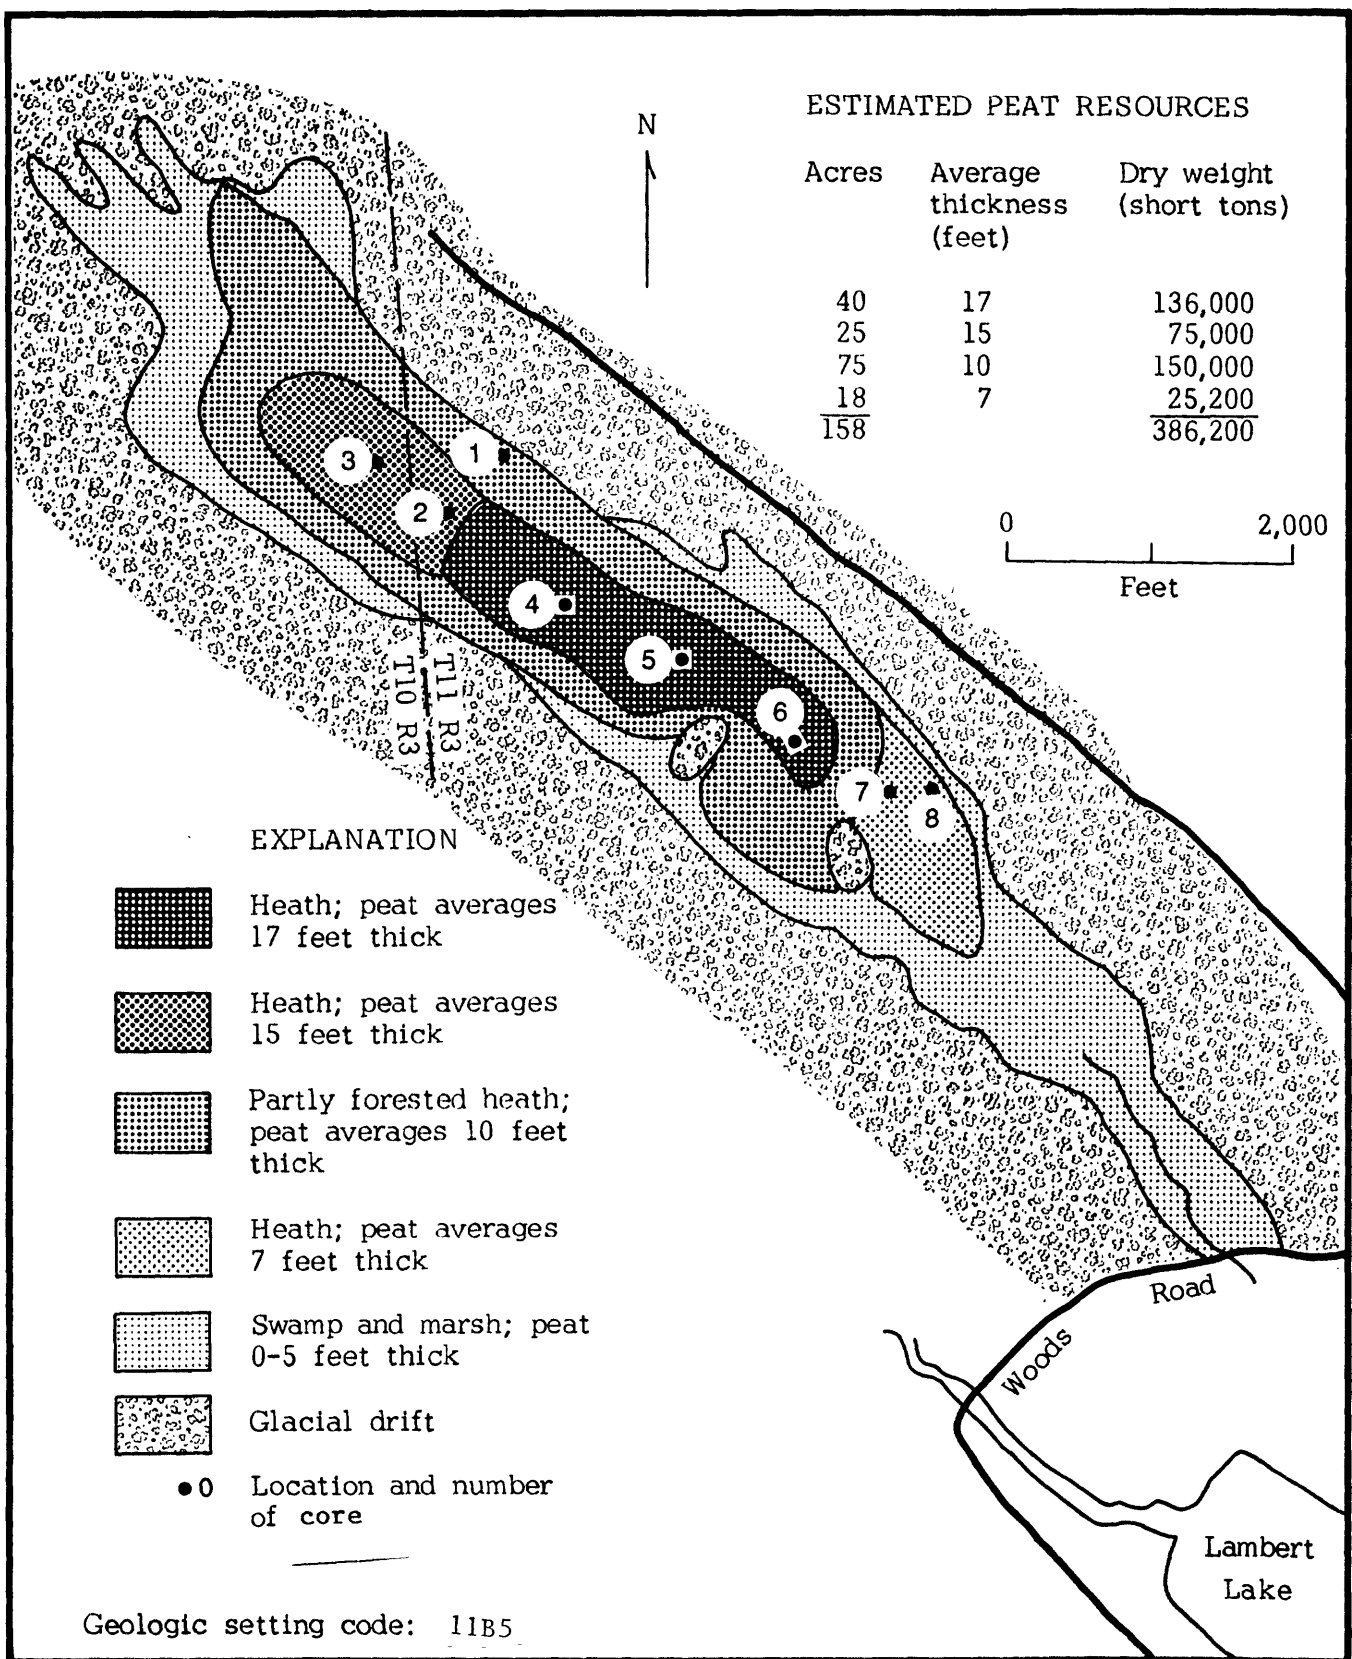 ESTIMATED PEAT RESOURCES
N
Acres Average Dry weight
thickness (short tons)
(feet)
40 17 136,000
25 15 75,000
75 10 150,000
18 7 25,200
158 386,200
0 2,000
Feet
1
3
2
4
5
6
7
8
T10 R3
T11 R3
EXPLANATION
Heath; peat averages
17 feet thick
Heath; peat averages
15 feet thick
Partly forested heath;
peat averages 10 feet
thick
Heath; peat averages
7 feet thick
Swamp and marsh; peat
0-5 feet thick
Glacial drift
0 Location and number
of core
Woods
Road
Lambert
Lake
Geologic setting code: 11B5